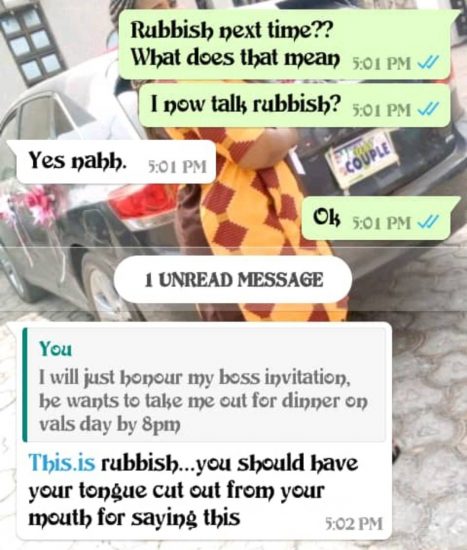 Rubbish next time??
What does that mean 5:01 PM
I now talk rubbish? 5:01 PM
Yes nahh. 5:01 PM
COUPLE
Ok 5:01 PM
1 UNREAD MESSAGE
You
I will just honour my boss invitation,
he wants to take me out for dinner on
vals day by 8pm
This.is rubbish...you should have
your tongue cut out from your
mouth for saying this 5:02 PM